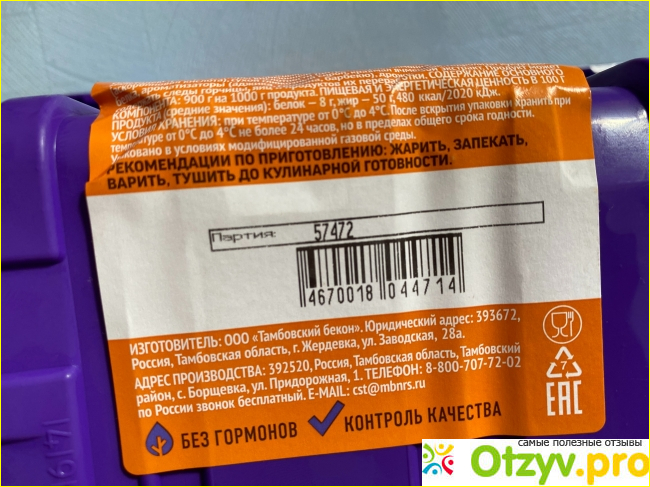 СОДЕРЖАНИЕ ОСНОВНОГО
КОМПОНЕНТА: 900 г на 1000 г продукта. ПИЩЕВАЯ И ЭНЕРГЕТИЧЕСКАЯ ЦЕННОСТЬ В 100 Г
ПРОДУКТА (средние значения): белок – 8 г, жир – 50 г, 480 ккал/2020 кДж.
УСЛОВИЯ ХРАНЕНИЯ: при температуре от 0°С до 4°С. После вскрытия упаковки хранить при
температуре от 0°С до 4°С не более 24 часов, но в пределах общего срока годности.
Упаковано в условиях модифицированной газовой среды.
РЕКОМЕНДАЦИИ ПО ПРИГОТОВЛЕНИЮ: ЖАРИТЬ, ЗАПЕКАТЬ,
ВАРИТЬ, ТУШИТЬ ДО КУЛИНАРНОЙ ГОТОВНОСТИ.
Партия: 57472
4670018 044714
ИЗГОТОВИТЕЛЬ: ООО «Тамбовский бекон». Юридический адрес: 393672,
Россия, Тамбовская область, г. Жердевка, ул. Заводская, 28а.
АДРЕС ПРОИЗВОДСТВА: 392520, Россия, Тамбовская область, Тамбовский
район, с. Борщевка, ул. Придорожная, 1. ТЕЛЕФОН: 8-800-707-72-02
по России звонок бесплатный. E-MAIL: cst@mbnrs.ru
7
EAC
БЕЗ ГОРМОНОВ
КОНТРОЛЬ КАЧЕСТВА
1419
самые полезные отзывы
Otzyv.pro